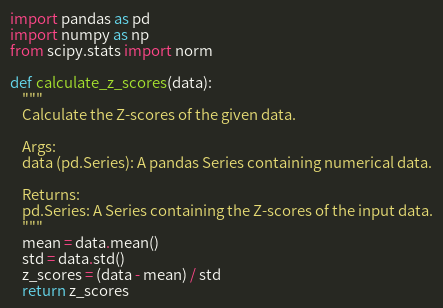 import pandas as pd
import numpy as np
from scipy.stats import norm

def calculate_z_scores(data):
    """
    Calculate the Z-scores of the given data.

    Args:
    data (pd.Series): A pandas Series containing numerical data.

    Returns:
    pd.Series: A Series containing the Z-scores of the input data.
    """
    mean = data.mean()
    std = data.std()
    z_scores = (data - mean) / std
    return z_scores